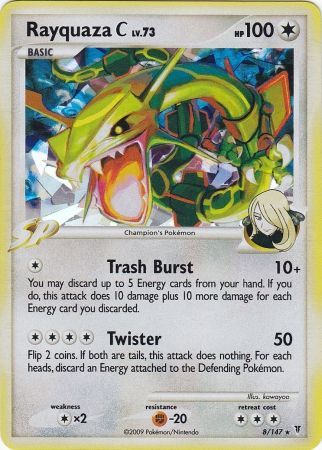 Rayquaza C LV.73 HP 100
BASIC
SP
Champion's Pokémon
Trash Burst 10+
You may discard up to 5 Energy cards from your hand. If you
do, this attack does 10 damage plus 10 more damage for each
Energy card you discarded.
Twister 50
Flip 2 coins. If both are tails, this attack does nothing. For each
heads, discard an Energy attached to the Defending Pokémon.
weakness resistance retreat cost
×2 -20
Illus. kawayoo
©2009 Pokémon/Nintendo 8/147 ★